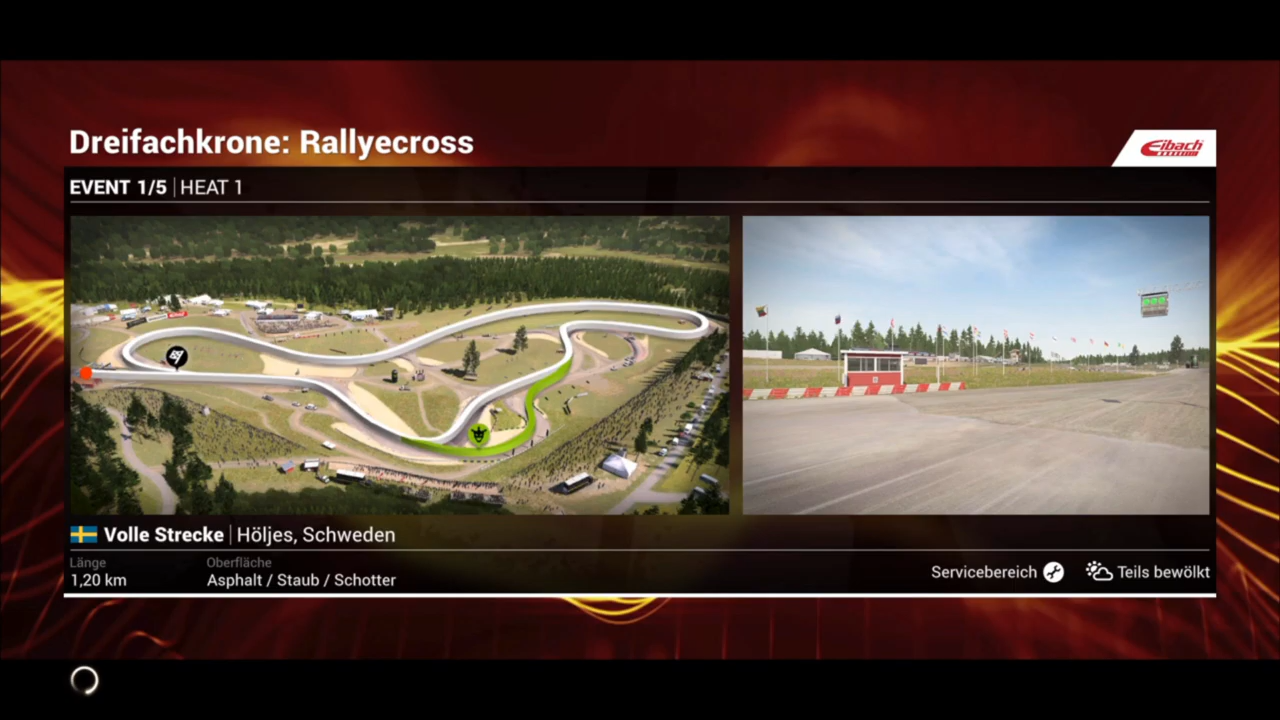 Dreifachkrone: Rallyecross
Eibach
EVENT 1/5 | HEAT 1
Volle Strecke | Höljes, Schweden
Länge
1,20 km
Oberfläche
Asphalt / Staub / Schotter
Servicebereich
Teils bewölkt